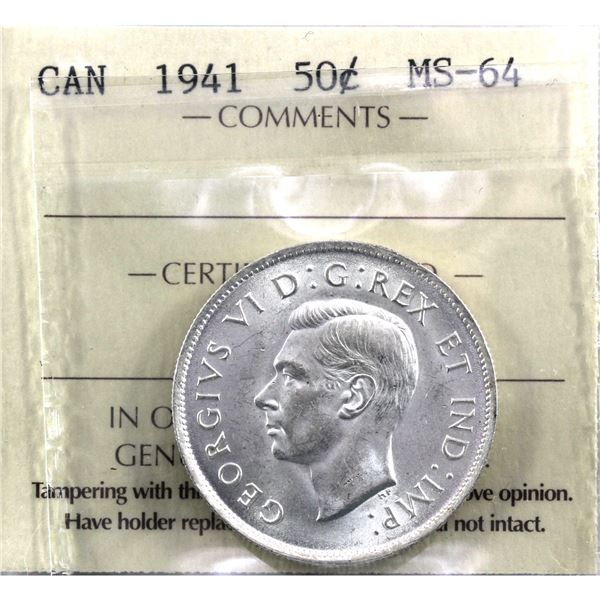 CAN 1941 50¢ MS-64
— COMMENTS —
— CERTI
GEORGIVS VI D:G:REX ET IND:IMP:
HP
IN O
GEN
Tampering with th ove opinion.
Have holder repla not intact.